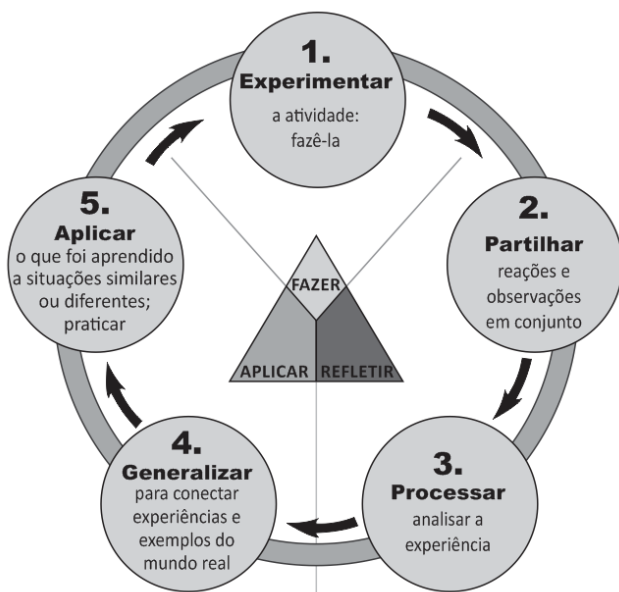 1.
Experimentar
a atividade:
fazê-la
2.
Partilhar
reações e
observações
em conjunto
3.
Processar
analisar a
experiência
4.
Generalizar
para conectar
experiências e
exemplos do
mundo real
5.
Aplicar
o que foi aprendido
a situações similares
ou diferentes;
praticar
FAZER
APLICAR REFLETIR